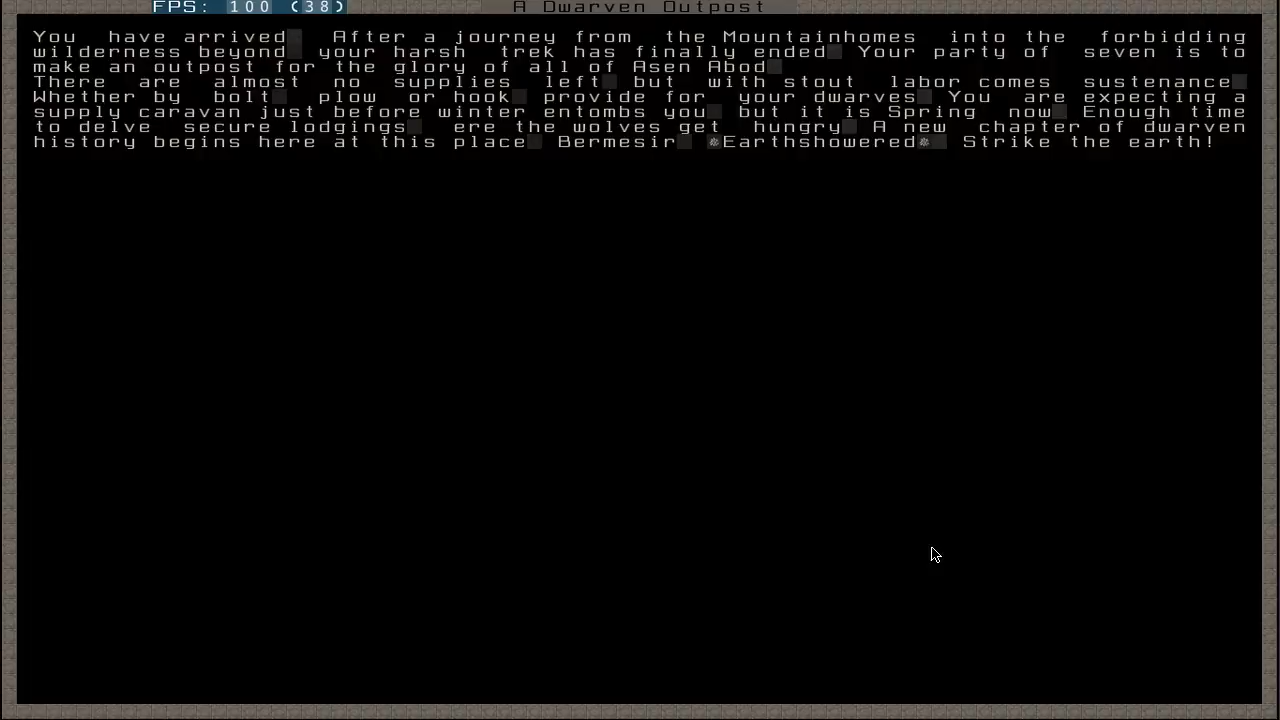 FPS: 100 (38)
A Dwarven Outpost
You have arrived After a journey from the Mountainhomes into the forbidding
wilderness beyond your harsh trek has finally ended Your party of seven is to
make an outpost for the glory of all of Asen Abod
There are almost no supplies left but with stout labor comes sustenance
Whether by bolt plow or hook provide for your dwarves You are expecting a
supply caravan just before winter entombs you but it is Spring now Enough time
to delve secure lodgings ere the wolves get hungry A new chapter of dwarven
history begins here at this place Bermesir Earthshowered Strike the earth!